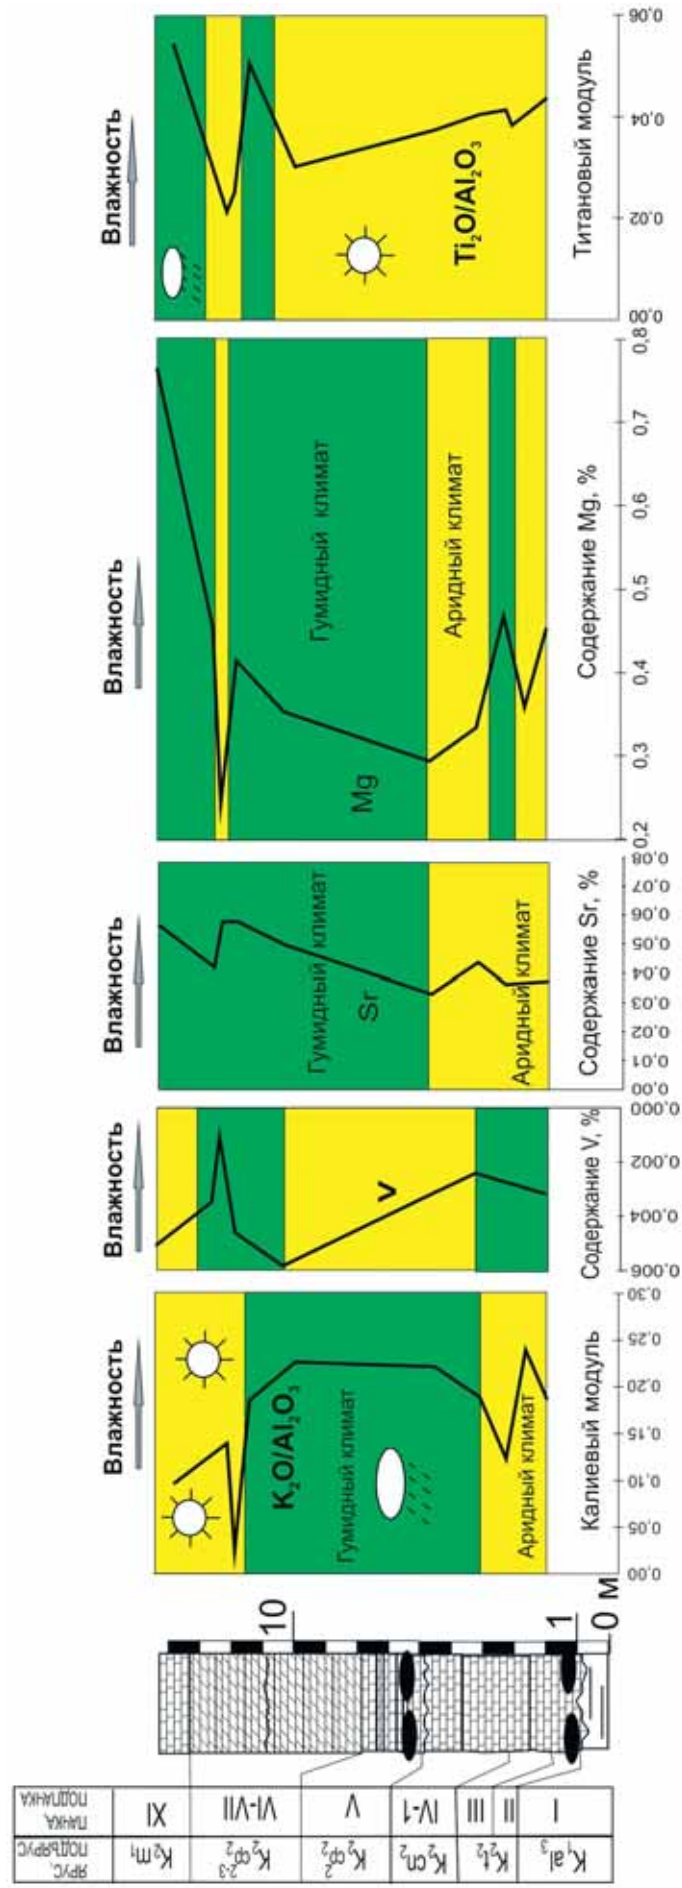 Влажность
0,06
0,04
0,02
0,00
Титановый модуль
Ti₂O/Al₂O₃
Влажность
0,8
0,7
0,6
0,5
0,4
0,3
0,2
Содержание Mg, %
Гумидный климат
Аридный климат
Mg
Влажность
0,08
0,07
0,06
0,05
0,04
0,03
0,02
0,01
0,00
Содержание Sr, %
Гумидный климат
Sr
Аридный климат
Влажность
0,000
0,002
0,004
0,006
Содержание V, %
V
Влажность
0,30
0,25
0,20
0,15
0,10
0,05
0,00
Калиевый модуль
K₂O/Al₂O₃
Гумидный климат
Аридный климат
10
1
0 м
ПАЧКА,
ПОДПАЧКА
XI
VI-VII
V
IV-1
III
II
I
ЯРУС,
ПОДЪЯРУС
K₂m₁
K₂cp₂²⁻³
K₂cp₂²
K₂cn₂
K₂t₂
K₁al₃